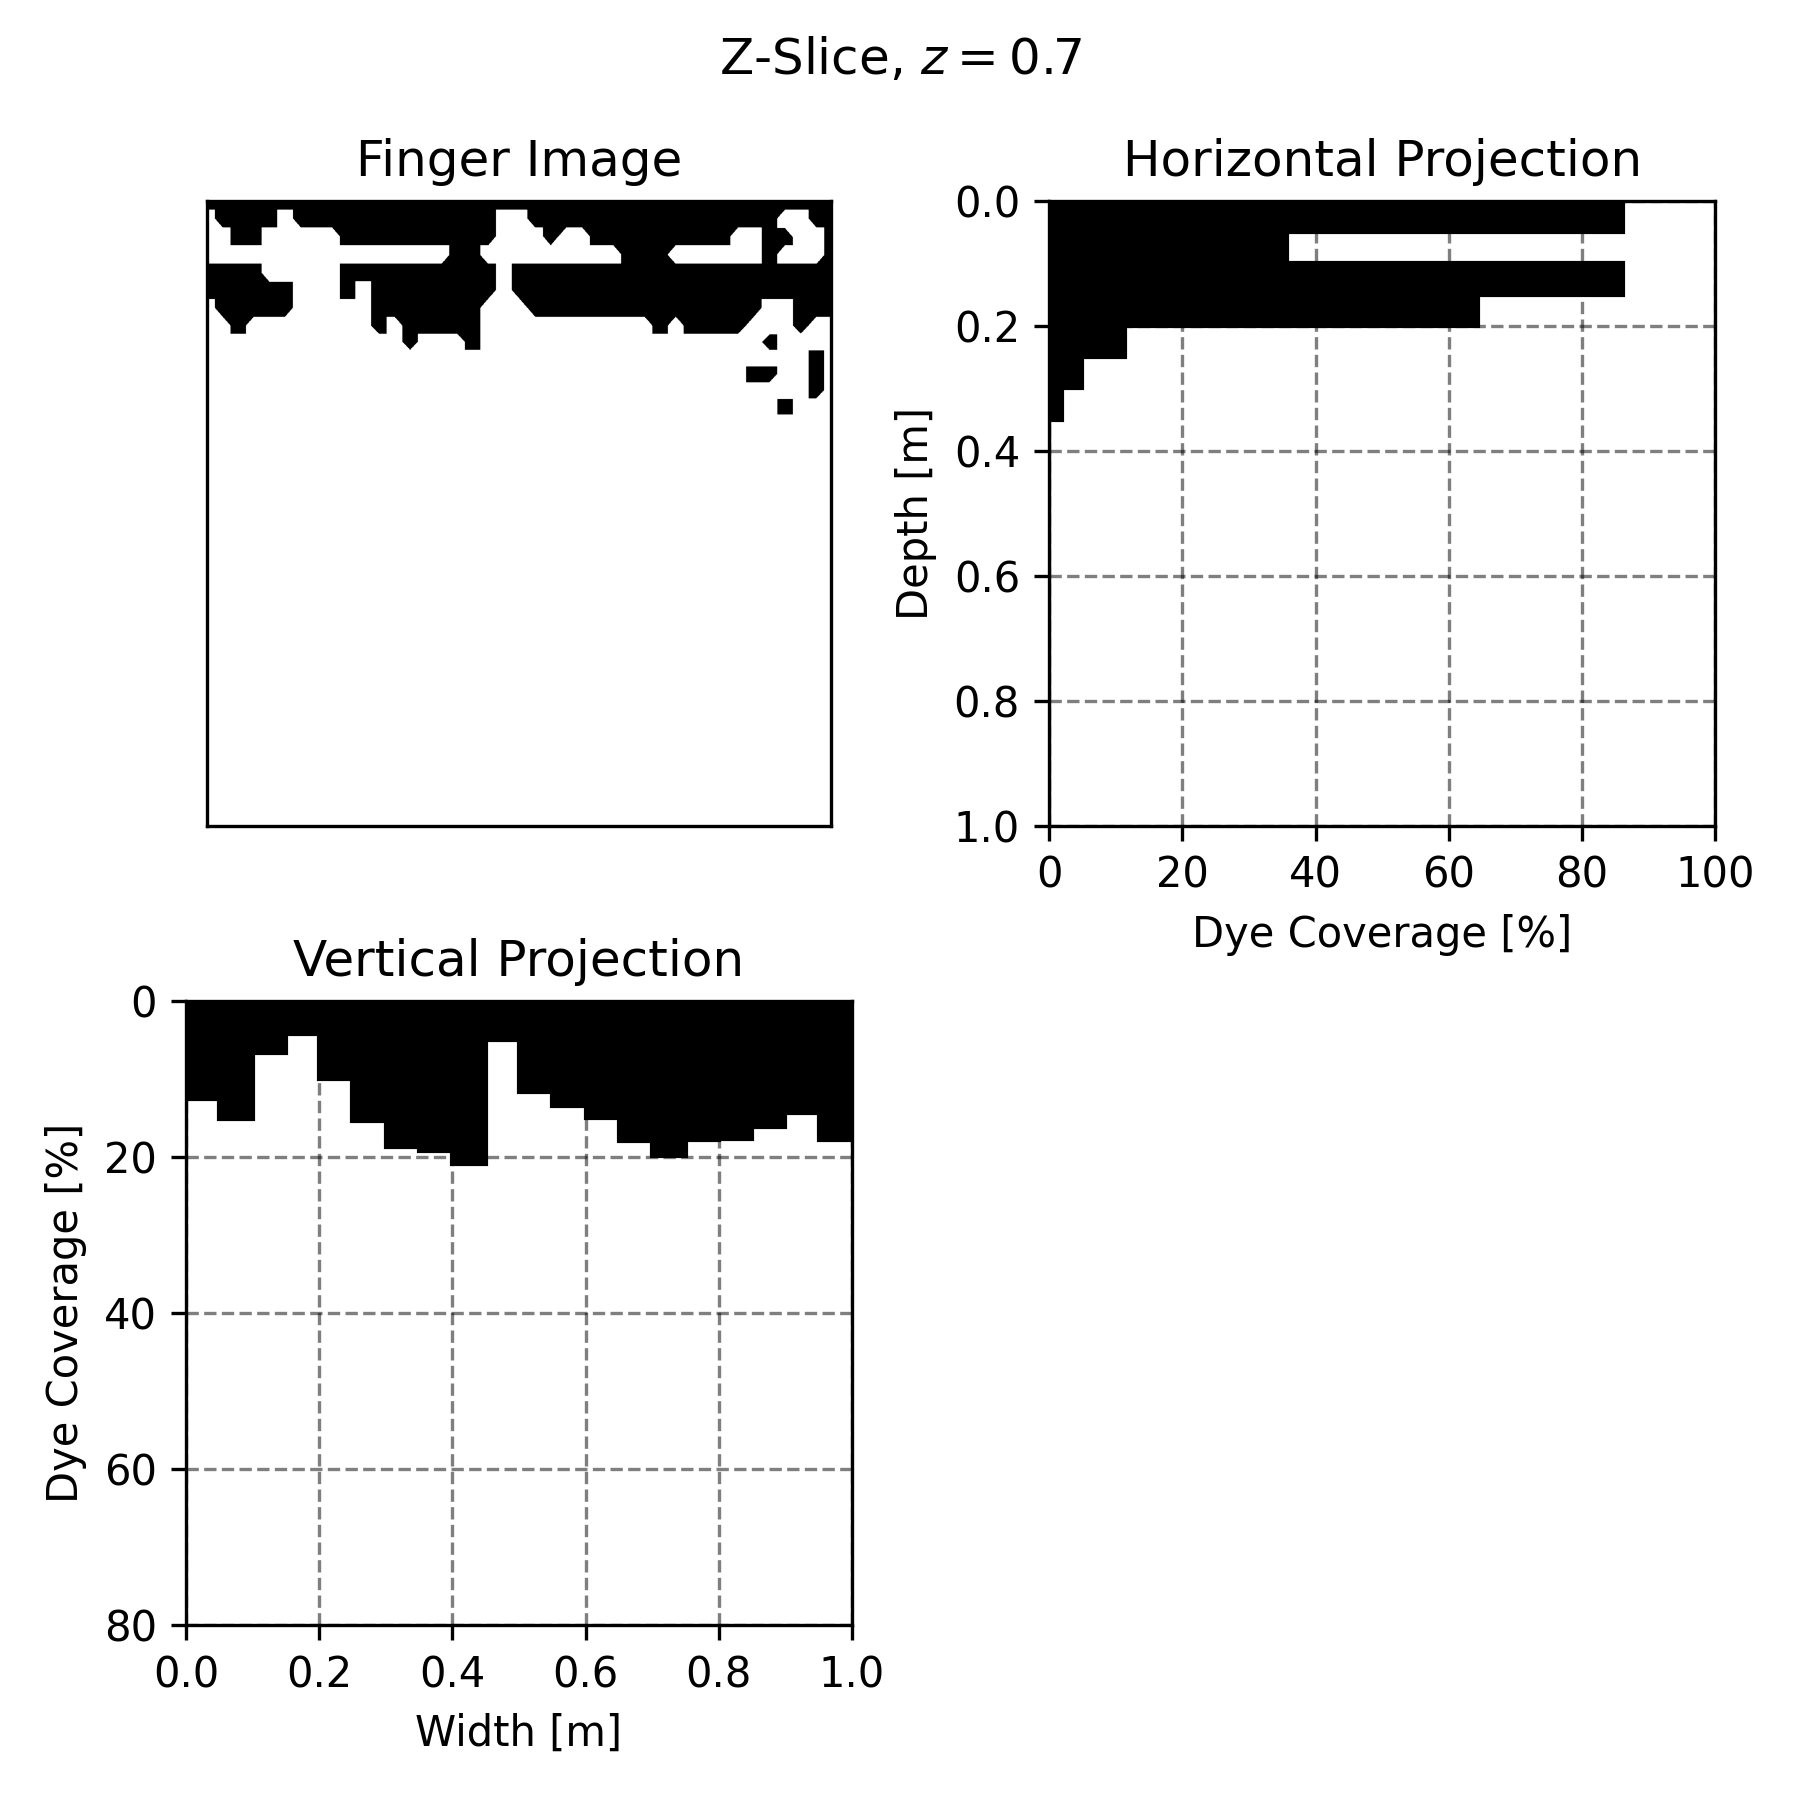 Z-Slice, z = 0.7
Finger Image
Horizontal Projection
0.0
0.2
0.4
0.6
0.8
1.0
Depth [m]
0 20 40 60 80 100
Dye Coverage [%]
Vertical Projection
0
20
40
60
80
Dye Coverage [%]
0.0 0.2 0.4 0.6 0.8 1.0
Width [m]